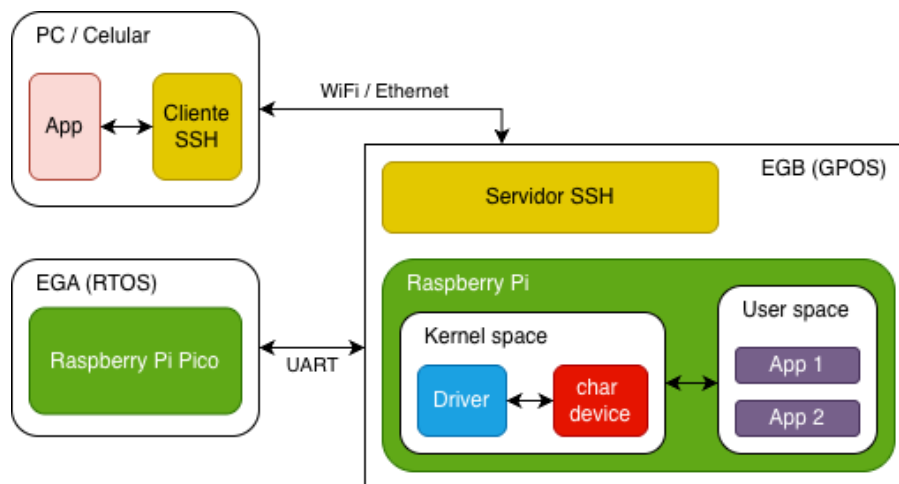 PC / Celular
App
Cliente
SSH
WiFi / Ethernet
EGB (GPOS)
Servidor SSH
EGA (RTOS)
Raspberry Pi Pico
UART
Raspberry Pi
Kernel space
Driver
char
device
User space
App 1
App 2